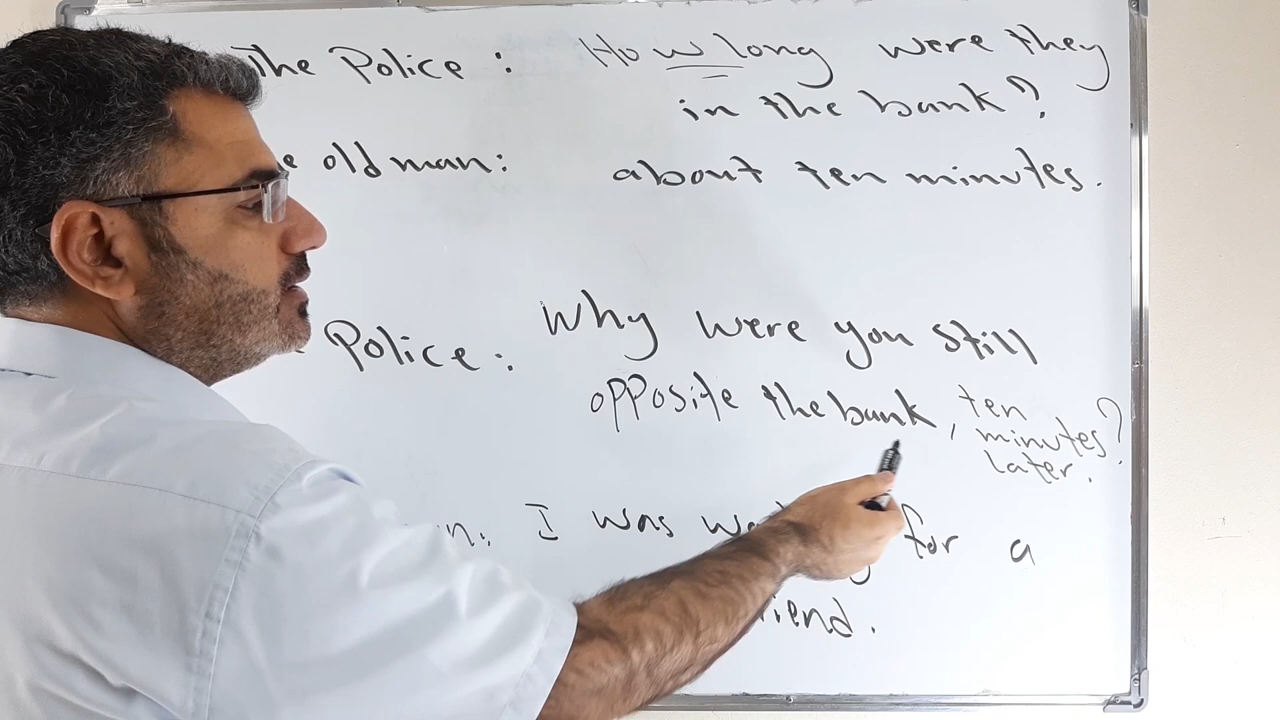 The Police : How long were they
in the bank?
old man: about ten minutes.
Police: Why were you still
opposite the bank, ten
minutes?
later.
I was for a